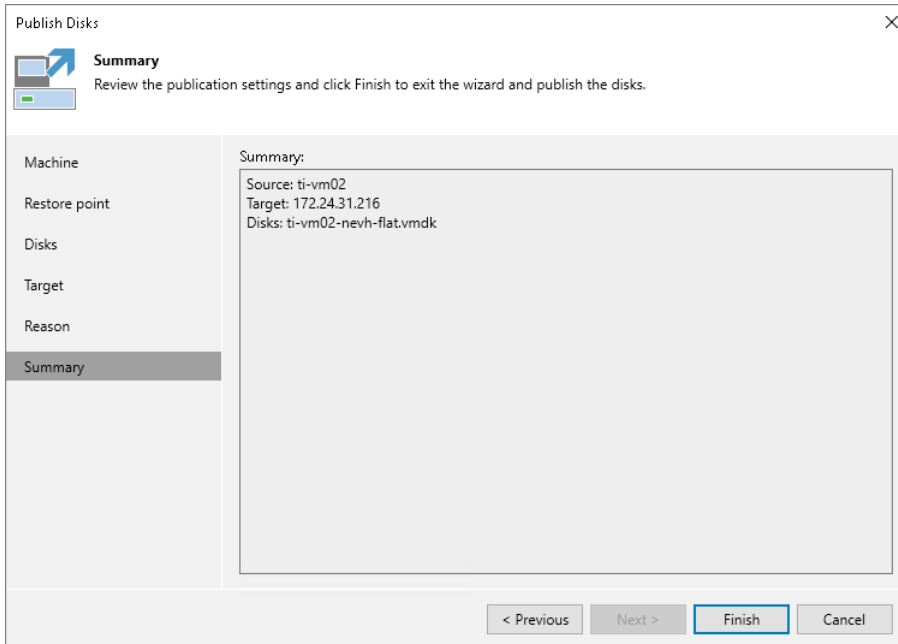 Publish Disks
Summary
Review the publication settings and click Finish to exit the wizard and publish the disks.
Machine
Restore point
Disks
Target
Reason
Summary
Summary:
Source: ti-vm02
Target: 172.24.31.216
Disks: ti-vm02-nevh-flat.vmdk
< Previous
Next >
Finish
Cancel